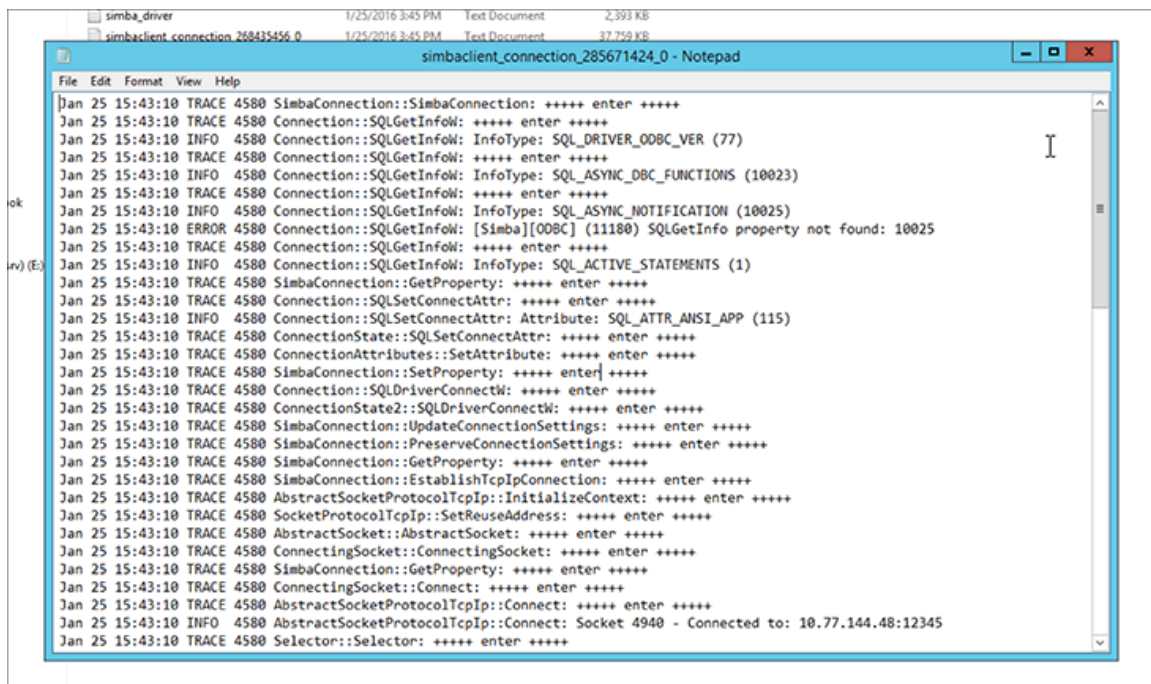 simba_driver 1/25/2016 3:45 PM Text Document 2,393 KB
simbaclient_connection_268435456_0 1/25/2016 3:45 PM Text Document 37,759 KB
simbaclient_connection_285671424_0 - Notepad
File Edit Format View Help
Jan 25 15:43:10 TRACE 4580 SimbaConnection::SimbaConnection: +++++ enter +++++
Jan 25 15:43:10 TRACE 4580 Connection::SQLGetInfoW: +++++ enter +++++
Jan 25 15:43:10 INFO 4580 Connection::SQLGetInfoW: InfoType: SQL_DRIVER_ODBC_VER (77)
Jan 25 15:43:10 TRACE 4580 Connection::SQLGetInfoW: +++++ enter +++++
Jan 25 15:43:10 INFO 4580 Connection::SQLGetInfoW: InfoType: SQL_ASYNC_DBC_FUNCTIONS (10023)
Jan 25 15:43:10 TRACE 4580 Connection::SQLGetInfoW: +++++ enter +++++
ok
Jan 25 15:43:10 INFO 4580 Connection::SQLGetInfoW: InfoType: SQL_ASYNC_NOTIFICATION (10025)
Jan 25 15:43:10 ERROR 4580 Connection::SQLGetInfoW: [Simba][ODBC] (11180) SQLGetInfo property not found: 10025
Jan 25 15:43:10 TRACE 4580 Connection::SQLGetInfoW: +++++ enter +++++
srv) (E:)
Jan 25 15:43:10 INFO 4580 Connection::SQLGetInfoW: InfoType: SQL_ACTIVE_STATEMENTS (1)
Jan 25 15:43:10 TRACE 4580 SimbaConnection::GetProperty: +++++ enter +++++
Jan 25 15:43:10 TRACE 4580 Connection::SQLSetConnectAttr: +++++ enter +++++
Jan 25 15:43:10 INFO 4580 Connection::SQLSetConnectAttr: Attribute: SQL_ATTR_ANSI_APP (115)
Jan 25 15:43:10 TRACE 4580 ConnectionState::SQLSetConnectAttr: +++++ enter +++++
Jan 25 15:43:10 TRACE 4580 ConnectionAttributes::SetAttribute: +++++ enter +++++
Jan 25 15:43:10 TRACE 4580 SimbaConnection::SetProperty: +++++ enter +++++
Jan 25 15:43:10 TRACE 4580 Connection::SQLDriverConnectW: +++++ enter +++++
Jan 25 15:43:10 TRACE 4580 ConnectionState2::SQLDriverConnectW: +++++ enter +++++
Jan 25 15:43:10 TRACE 4580 SimbaConnection::UpdateConnectionSettings: +++++ enter +++++
Jan 25 15:43:10 TRACE 4580 SimbaConnection::PreserveConnectionSettings: +++++ enter +++++
Jan 25 15:43:10 TRACE 4580 SimbaConnection::GetProperty: +++++ enter +++++
Jan 25 15:43:10 TRACE 4580 SimbaConnection::EstablishTcpIpConnection: +++++ enter +++++
Jan 25 15:43:10 TRACE 4580 AbstractSocketProtocolTcpIp::InitializeContext: +++++ enter +++++
Jan 25 15:43:10 TRACE 4580 SocketProtocolTcpIp::SetReuseAddress: +++++ enter +++++
Jan 25 15:43:10 TRACE 4580 AbstractSocket::AbstractSocket: +++++ enter +++++
Jan 25 15:43:10 TRACE 4580 ConnectingSocket::ConnectingSocket: +++++ enter +++++
Jan 25 15:43:10 TRACE 4580 SimbaConnection::GetProperty: +++++ enter +++++
Jan 25 15:43:10 TRACE 4580 ConnectingSocket::Connect: +++++ enter +++++
Jan 25 15:43:10 TRACE 4580 AbstractSocketProtocolTcpIp::Connect: +++++ enter +++++
Jan 25 15:43:10 INFO 4580 AbstractSocketProtocolTcpIp::Connect: Socket 4940 - Connected to: 10.77.144.48:12345
Jan 25 15:43:10 TRACE 4580 Selector::Selector: +++++ enter +++++